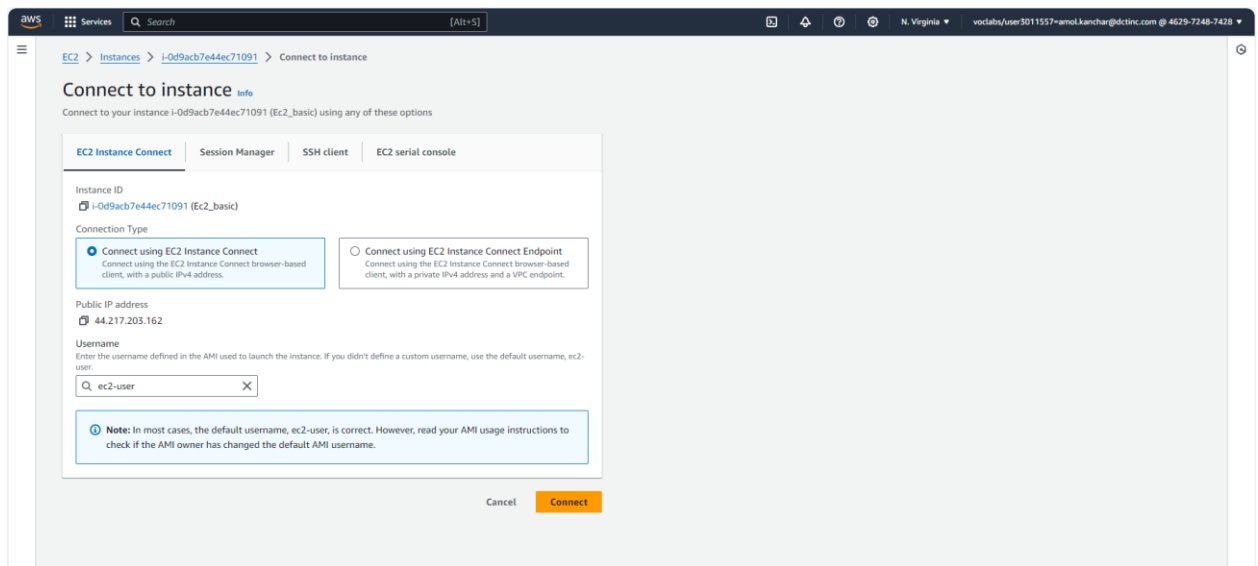 aws
Services
Search
[Alt+S]
N. Virginia
voclabs/user3011557=amol.kanchar@dctinc.com @ 4629-7248-7428
EC2 > Instances > i-0d9acb7e44ec71091 > Connect to instance
Connect to instance Info
Connect to your instance i-0d9acb7e44ec71091 (Ec2_basic) using any of these options
EC2 Instance Connect
Session Manager
SSH client
EC2 serial console
Instance ID
i-0d9acb7e44ec71091 (Ec2_basic)
Connection Type
Connect using EC2 Instance Connect
Connect using the EC2 Instance Connect browser-based
client, with a public IPv4 address.
Connect using EC2 Instance Connect Endpoint
Connect using the EC2 Instance Connect browser-based
client, with a private IPv4 address and a VPC endpoint.
Public IP address
44.217.203.162
Username
Enter the username defined in the AMI used to launch the instance. If you didn't define a custom username, use the default username, ec2-
user.
ec2-user
Note: In most cases, the default username, ec2-user, is correct. However, read your AMI usage instructions to
check if the AMI owner has changed the default AMI username.
Cancel
Connect